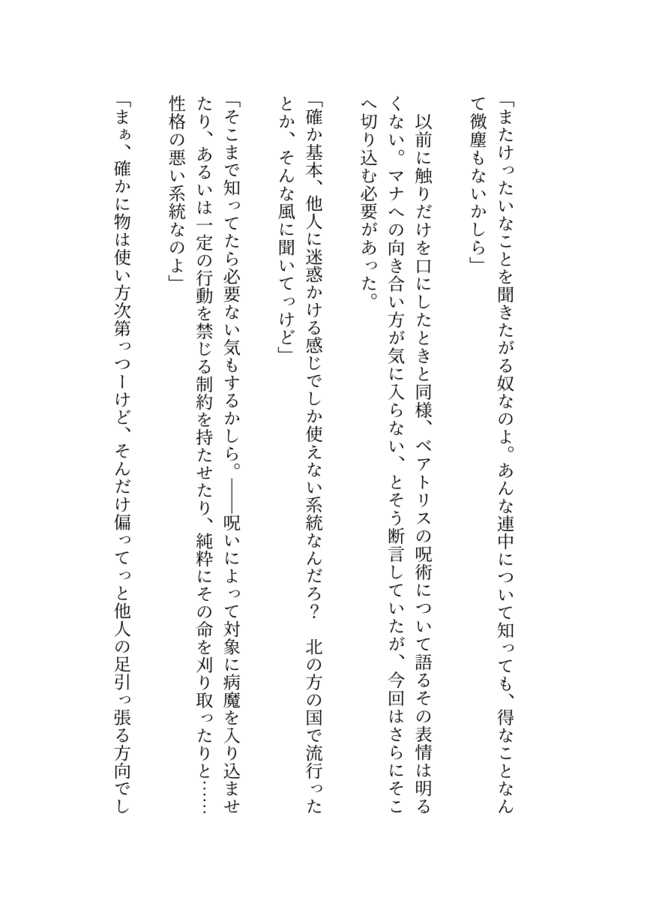 「またけったいなことを聞きたがる奴なのよ。あんな連中について知っても、得なことなん
て微塵もないかしら」
以前に触りだけを口にしたときと同様、ベアトリスの呪術について語るその表情は明る
くない。マナへの向き合い方が気に入らない、とそう断言していたが、今回はさらにそこ
へ切り込む必要があった。
「確か基本、他人に迷惑かける感じでしか使えない系統なんだろ？　北の方の国で流行った
とか、そんな風に聞いてっけど」
「そこまで知ってたら必要ない気もするかしら。――呪いによって対象に病魔を入り込ませ
たり、あるいは一定の行動を禁じる制約を持たせたり、純粋にその命を刈り取ったりと……
性格の悪い系統なのよ」
「まぁ、確かに物は使い方次第っつーけど、そんだけ偏ってっと他人の足引っ張る方向でし